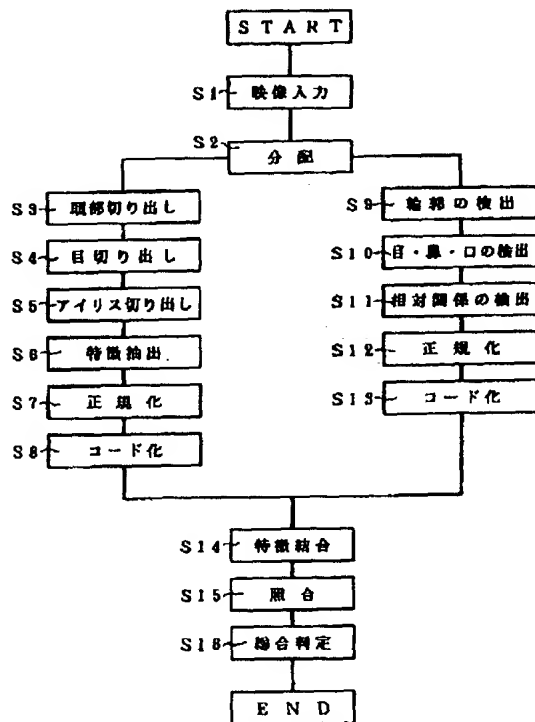 START
S1 映像入力
S2 分配
S3 頭部切り出し
S4 目切り出し
S5 アイリス切り出し
S6 特徴抽出
S7 正規化
S8 コード化
S9 輪郭の検出
S10 目・鼻・口の検出
S11 相対関係の検出
S12 正規化
S13 コード化
S14 特徴結合
S15 照合
S16 総合判定
END